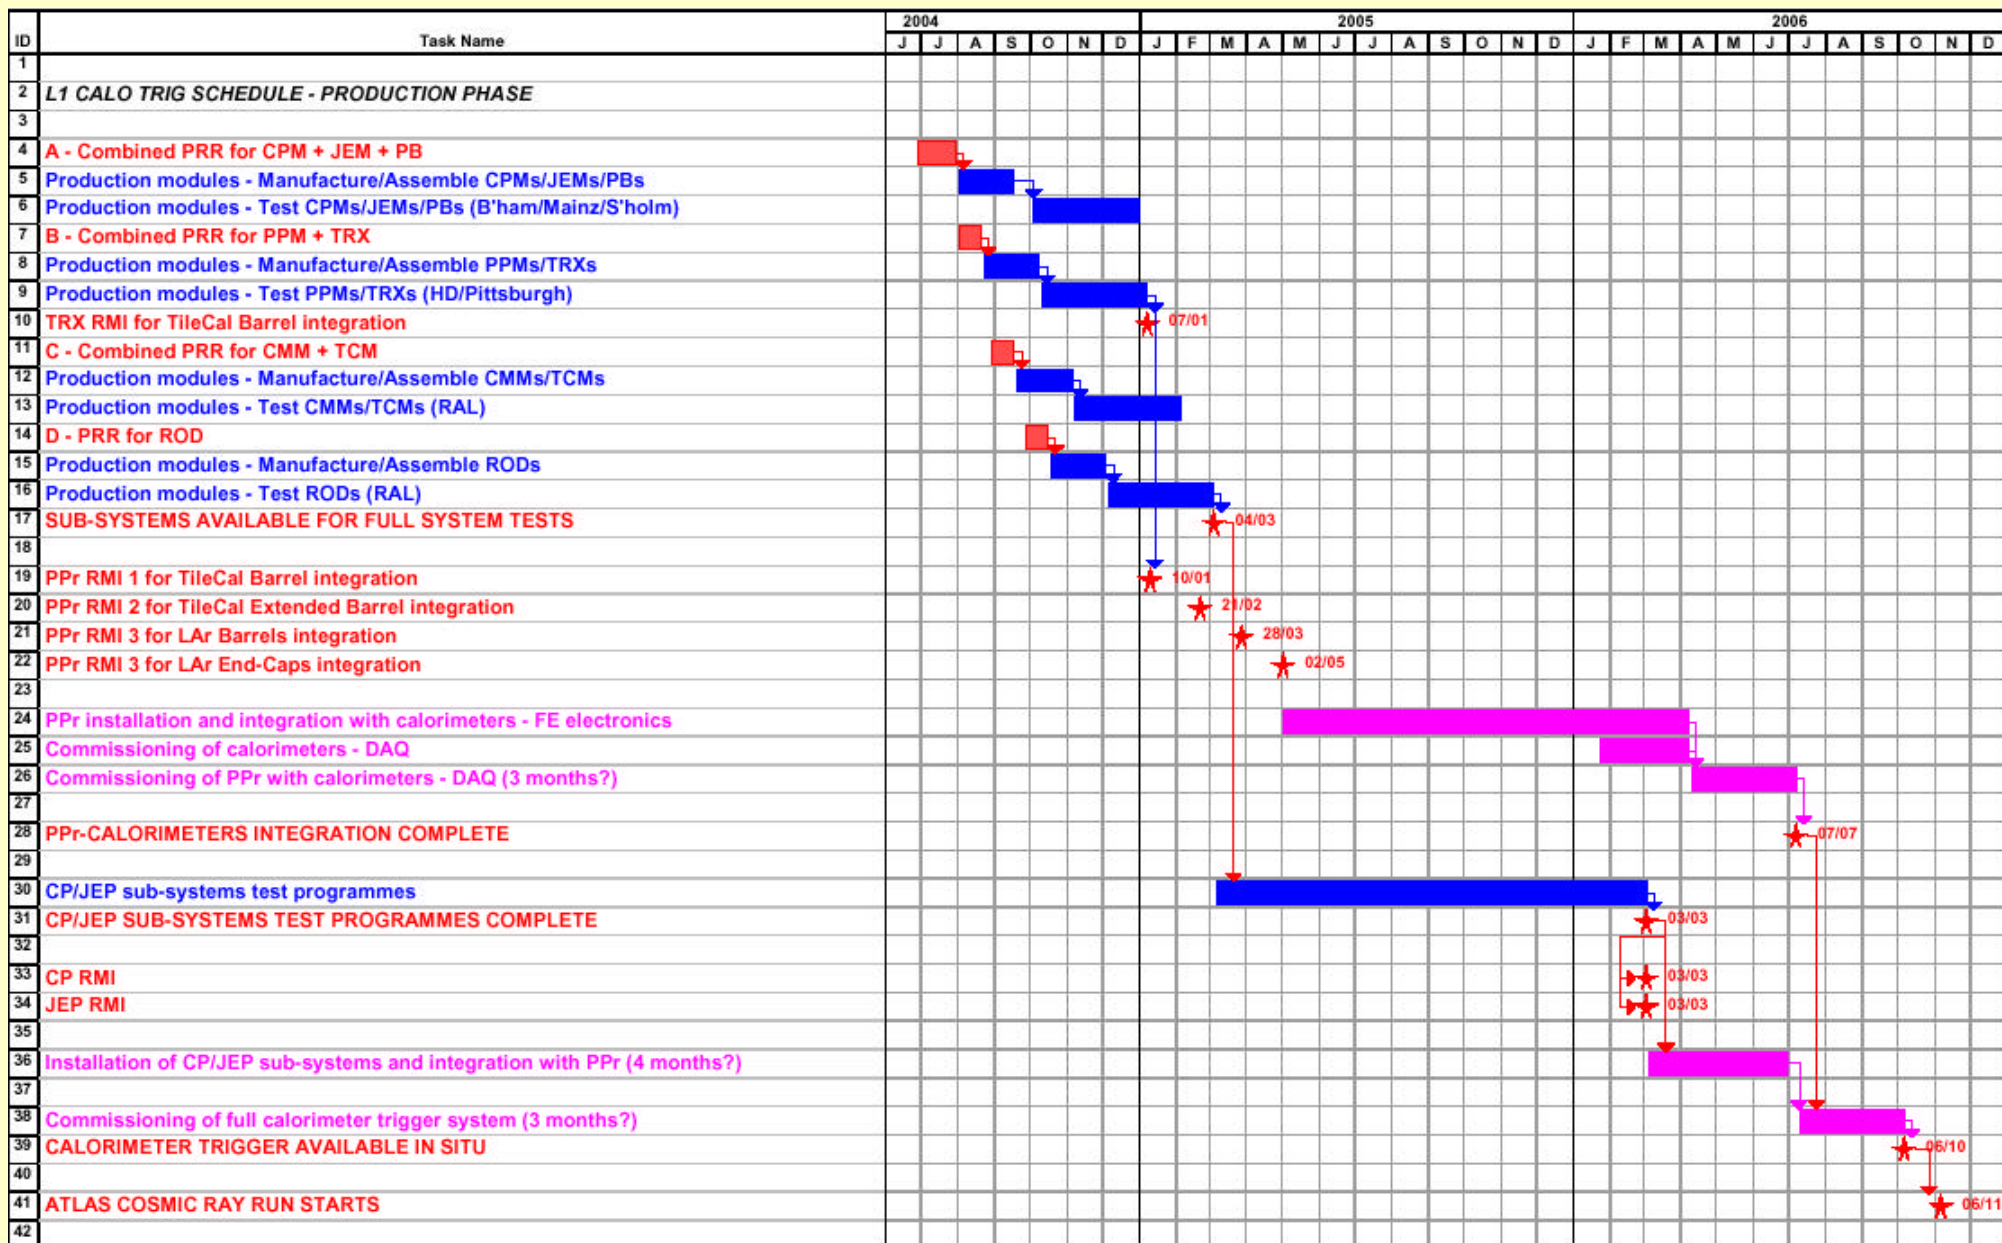 2004 2005 2006
ID Task Name J J A S O N D J F M A M J J A S O N D J F M A M J J A S O N D
1
2 L1 CALO TRIG SCHEDULE - PRODUCTION PHASE
3
4 A - Combined PRR for CPM + JEM + PB
5 Production modules - Manufacture/Assemble CPMs/JEMs/PBs
6 Production modules - Test CPMs/JEMs/PBs (B'ham/Mainz/S'holm)
7 B - Combined PRR for PPM + TRX
8 Production modules - Manufacture/Assemble PPMs/TRXs
9 Production modules - Test PPMs/TRXs (HD/Pittsburgh)
10 TRX RMI for TileCal Barrel integration 07/01
11 C - Combined PRR for CMM + TCM
12 Production modules - Manufacture/Assemble CMMs/TCMs
13 Production modules - Test CMMs/TCMs (RAL)
14 D - PRR for ROD
15 Production modules - Manufacture/Assemble RODs
16 Production modules - Test RODs (RAL)
17 SUB-SYSTEMS AVAILABLE FOR FULL SYSTEM TESTS 04/03
18
19 PPr RMI 1 for TileCal Barrel integration 10/01
20 PPr RMI 2 for TileCal Extended Barrel integration 21/02
21 PPr RMI 3 for LAr Barrels integration 28/03
22 PPr RMI 3 for LAr End-Caps integration 02/05
23
24 PPr installation and integration with calorimeters - FE electronics
25 Commissioning of calorimeters - DAQ
26 Commissioning of PPr with calorimeters - DAQ (3 months?)
27
28 PPr-CALORIMETERS INTEGRATION COMPLETE 07/07
29
30 CP/JEP sub-systems test programmes
31 CP/JEP SUB-SYSTEMS TEST PROGRAMMES COMPLETE 03/03
32
33 CP RMI 03/03
34 JEP RMI 03/03
35
36 Installation of CP/JEP sub-systems and integration with PPr (4 months?)
37
38 Commissioning of full calorimeter trigger system (3 months?)
39 CALORIMETER TRIGGER AVAILABLE IN SITU 06/10
40
41 ATLAS COSMIC RAY RUN STARTS 06/11
42